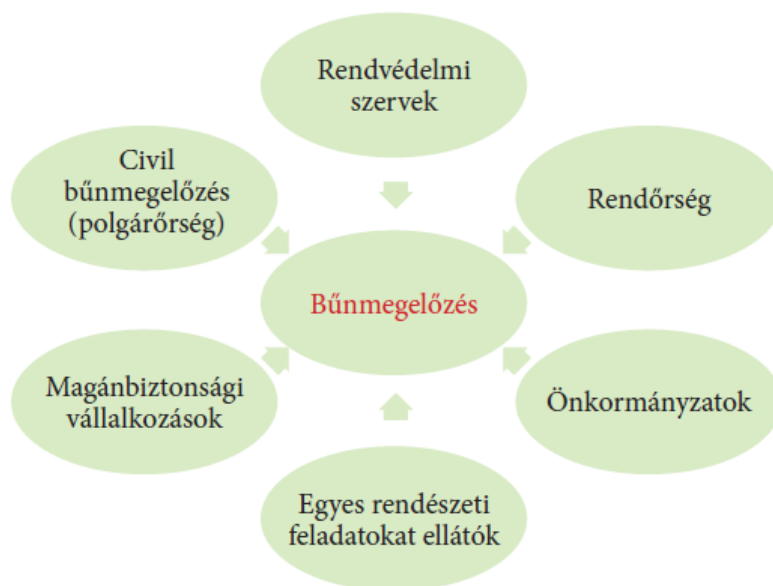 Rendvédelmi
szervek
Civil
bűnmegelőzés
(polgárőrség)
Rendőrség
Bűnmegelőzés
Magánbiztonsági
vállalkozások
Önkormányzatok
Egyes rendészeti
feladatokat ellátók